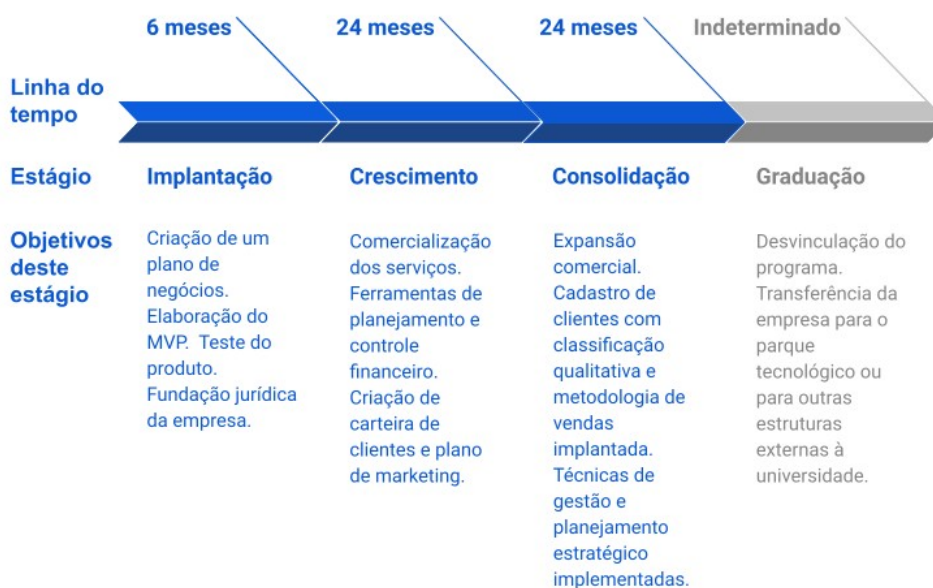 6 meses
24 meses
24 meses
Indeterminado
Linha do
tempo
Estágio
Implantação
Crescimento
Consolidação
Graduação
Objetivos
deste
estágio
Criação de um
plano de
negócios.
Elaboração do
MVP.  Teste do
produto.
Fundação jurídica
da empresa.
Comercialização
dos serviços.
Ferramentas de
planejamento e
controle
financeiro.
Criação de
carteira de
clientes e plano
de marketing.
Expansão
comercial.
Cadastro de
clientes com
classificação
qualitativa e
metodologia de
vendas
implantada.
Técnicas de
gestão e
planejamento
estratégico
implementadas.
Desvinculação do
programa.
Transferência da
empresa para o
parque
tecnológico ou
para outras
estruturas
externas à
universidade.